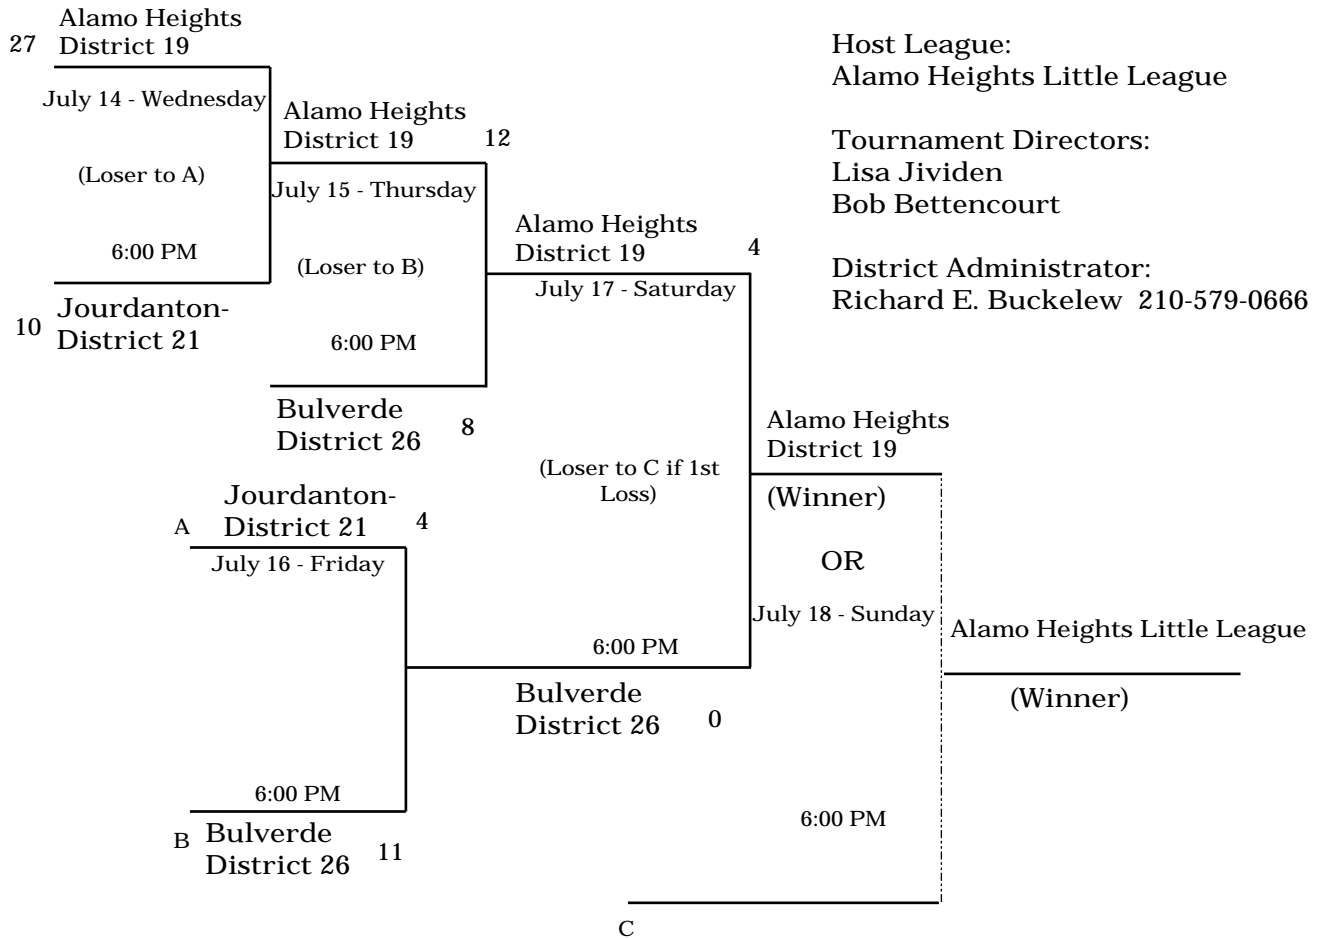 Alamo Heights
27 District 19
July 14 - Wednesday
(Loser to A)
6:00 PM
Jourdanton-
10 District 21
Alamo Heights
District 19 12
July 15 - Thursday
(Loser to B)
6:00 PM
Bulverde
District 26 8
Alamo Heights
District 19 4
July 17 - Saturday
(Loser to C if 1st
Loss)
6:00 PM
Bulverde
District 26 0
Jourdanton-
A District 21 4
July 16 - Friday
6:00 PM
B Bulverde
District 26 11
Alamo Heights
District 19
(Winner)
OR
July 18 - Sunday
6:00 PM
C
Alamo Heights Little League
(Winner)
Host League:
Alamo Heights Little League
Tournament Directors:
Lisa Jividen
Bob Bettencourt
District Administrator:
Richard E. Buckelew 210-579-0666